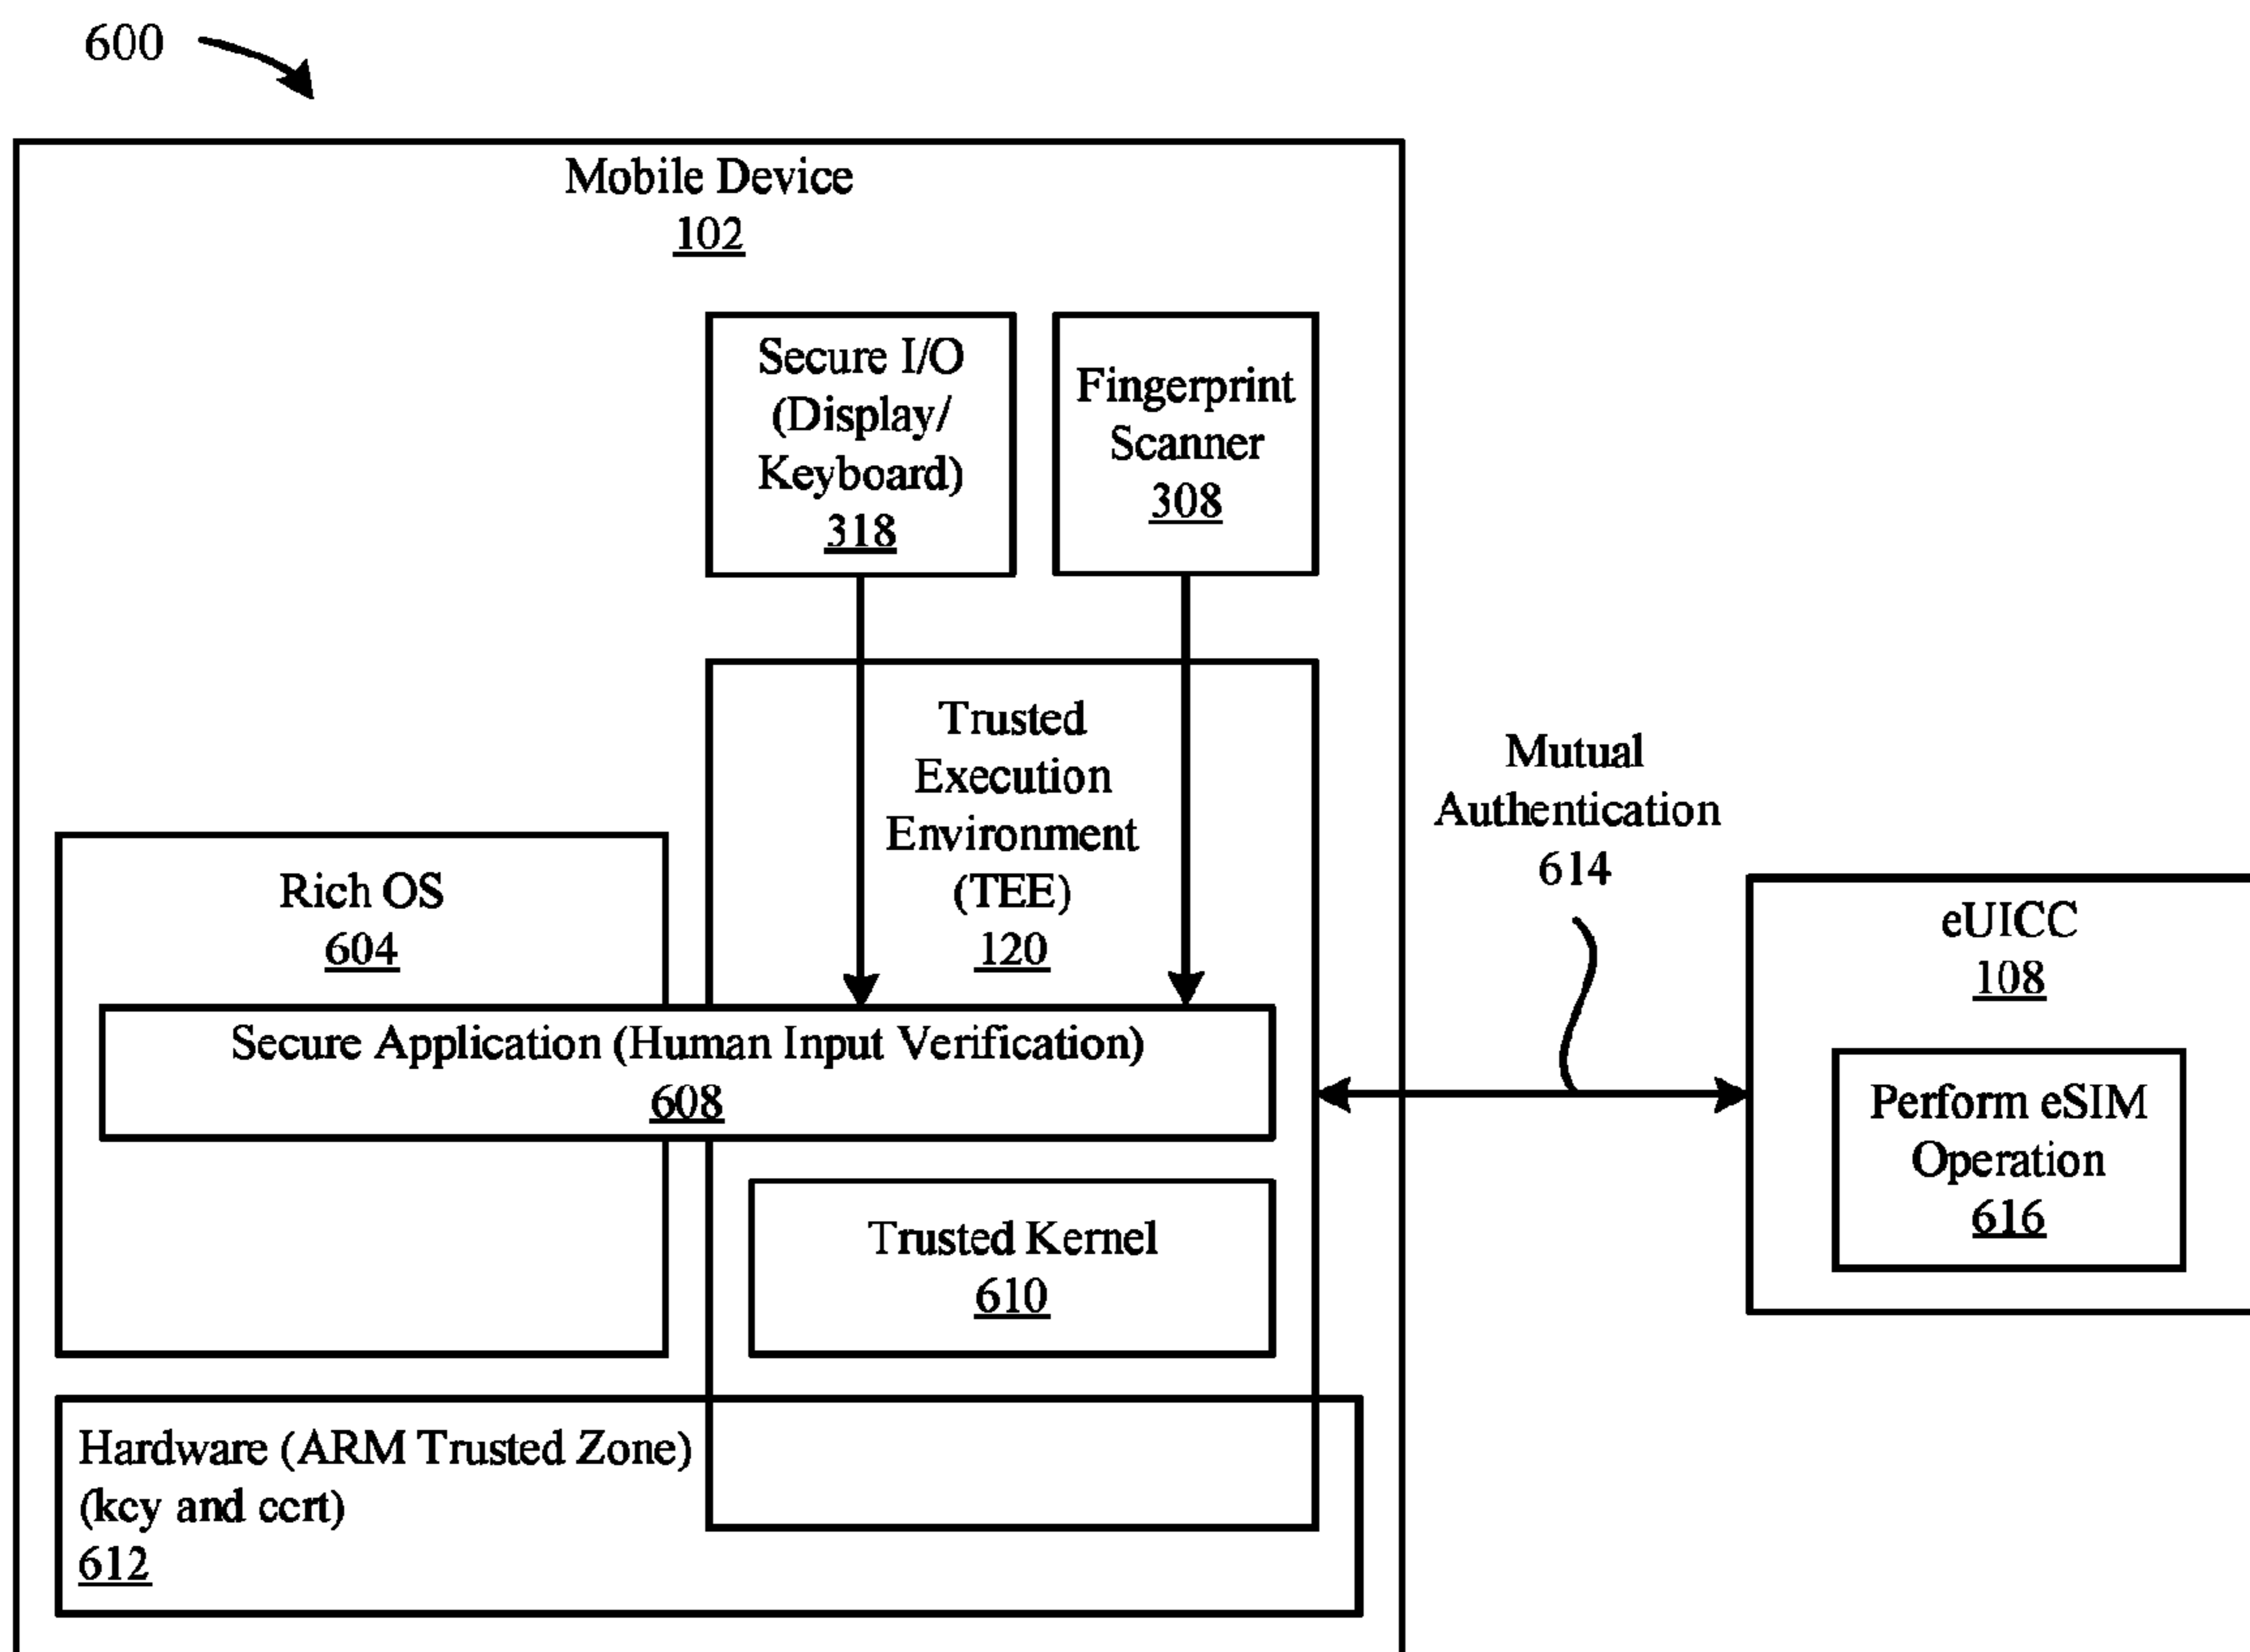 600
Mobile Device
102
Secure I/O
(Display/
Keyboard)
318
Fingerprint
Scanner
308
Trusted
Execution
Environment
(TEE)
120
Rich OS
604
Secure Application (Human Input Verification)
608
Trusted Kernel
610
Hardware (ARM Trusted Zone)
(key and cert)
612
Mutual
Authentication
614
eUICC
108
Perform eSIM
Operation
616